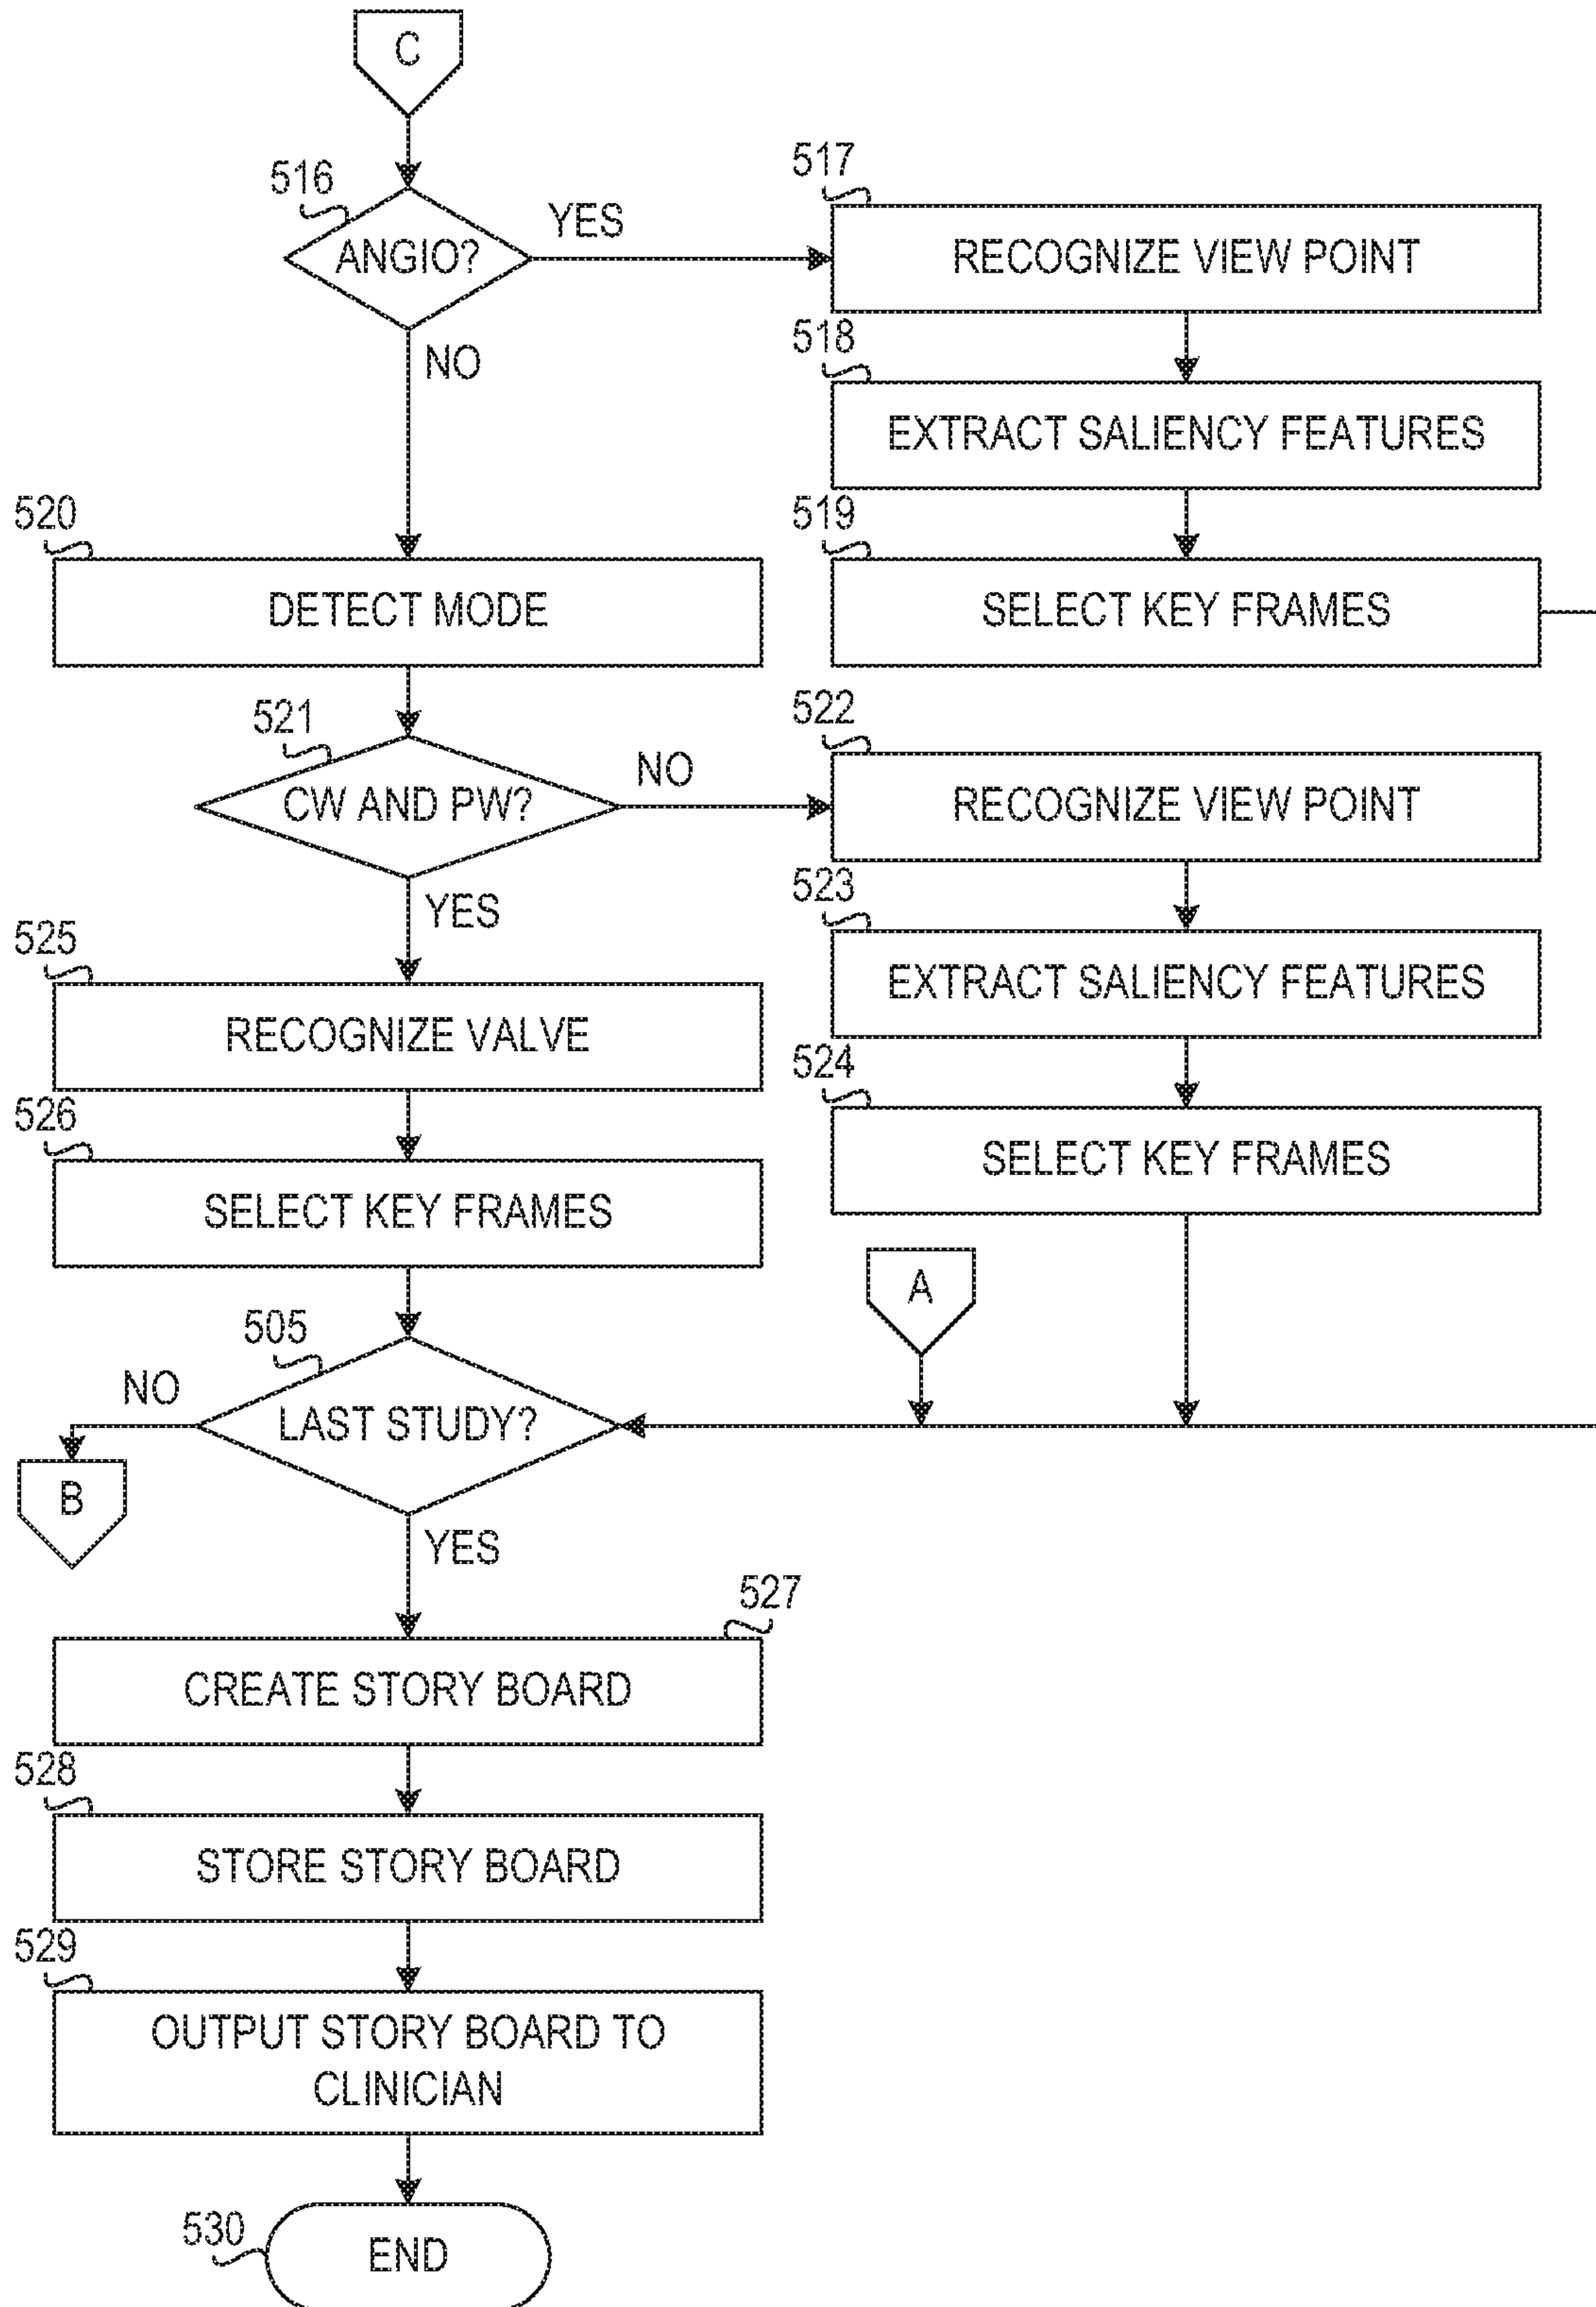 C
516
ANGIO?
YES
NO
517
RECOGNIZE VIEW POINT
518
EXTRACT SALIENCY FEATURES
519
SELECT KEY FRAMES
520
DETECT MODE
521
CW AND PW?
NO
YES
522
RECOGNIZE VIEW POINT
523
EXTRACT SALIENCY FEATURES
524
SELECT KEY FRAMES
525
RECOGNIZE VALVE
526
SELECT KEY FRAMES
A
505
LAST STUDY?
NO
B
YES
527
CREATE STORY BOARD
528
STORE STORY BOARD
529
OUTPUT STORY BOARD TO
CLINICIAN
530
END